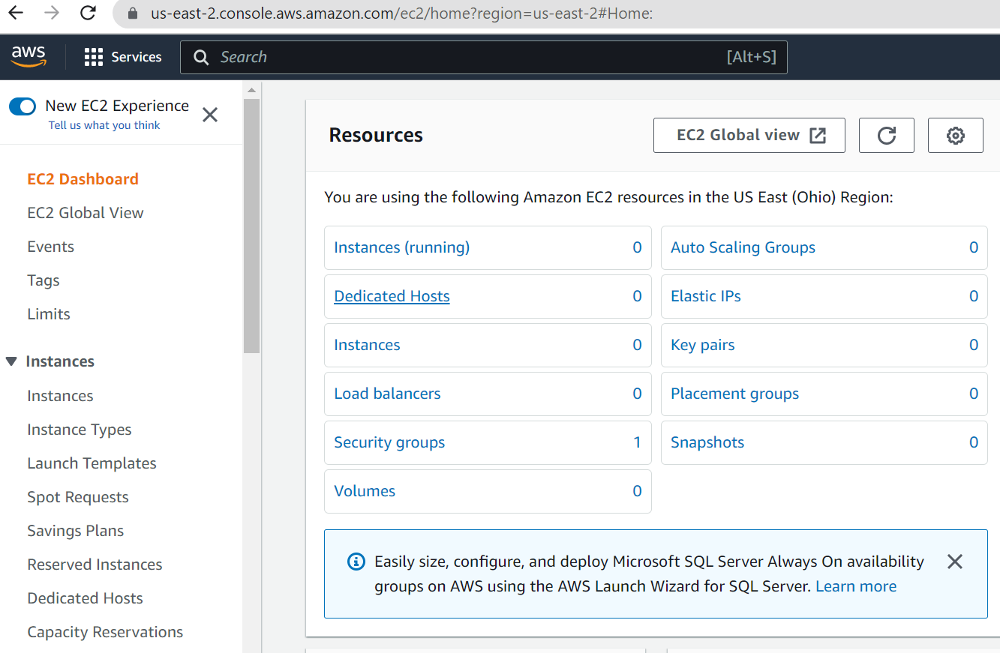 us-east-2.console.aws.amazon.com/ec2/home?region=us-east-2#Home:
aws
Services
Search
[Alt+S]
New EC2 Experience
Tell us what you think
EC2 Dashboard
EC2 Global View
Events
Tags
Limits
Instances
Instances
Instance Types
Launch Templates
Spot Requests
Savings Plans
Reserved Instances
Dedicated Hosts
Capacity Reservations
Resources
EC2 Global view
You are using the following Amazon EC2 resources in the US East (Ohio) Region:
Instances (running) 0
Auto Scaling Groups 0
Dedicated Hosts 0
Elastic IPs 0
Instances 0
Key pairs 0
Load balancers 0
Placement groups 0
Security groups 1
Snapshots 0
Volumes 0
Easily size, configure, and deploy Microsoft SQL Server Always On availability
groups on AWS using the AWS Launch Wizard for SQL Server. Learn more